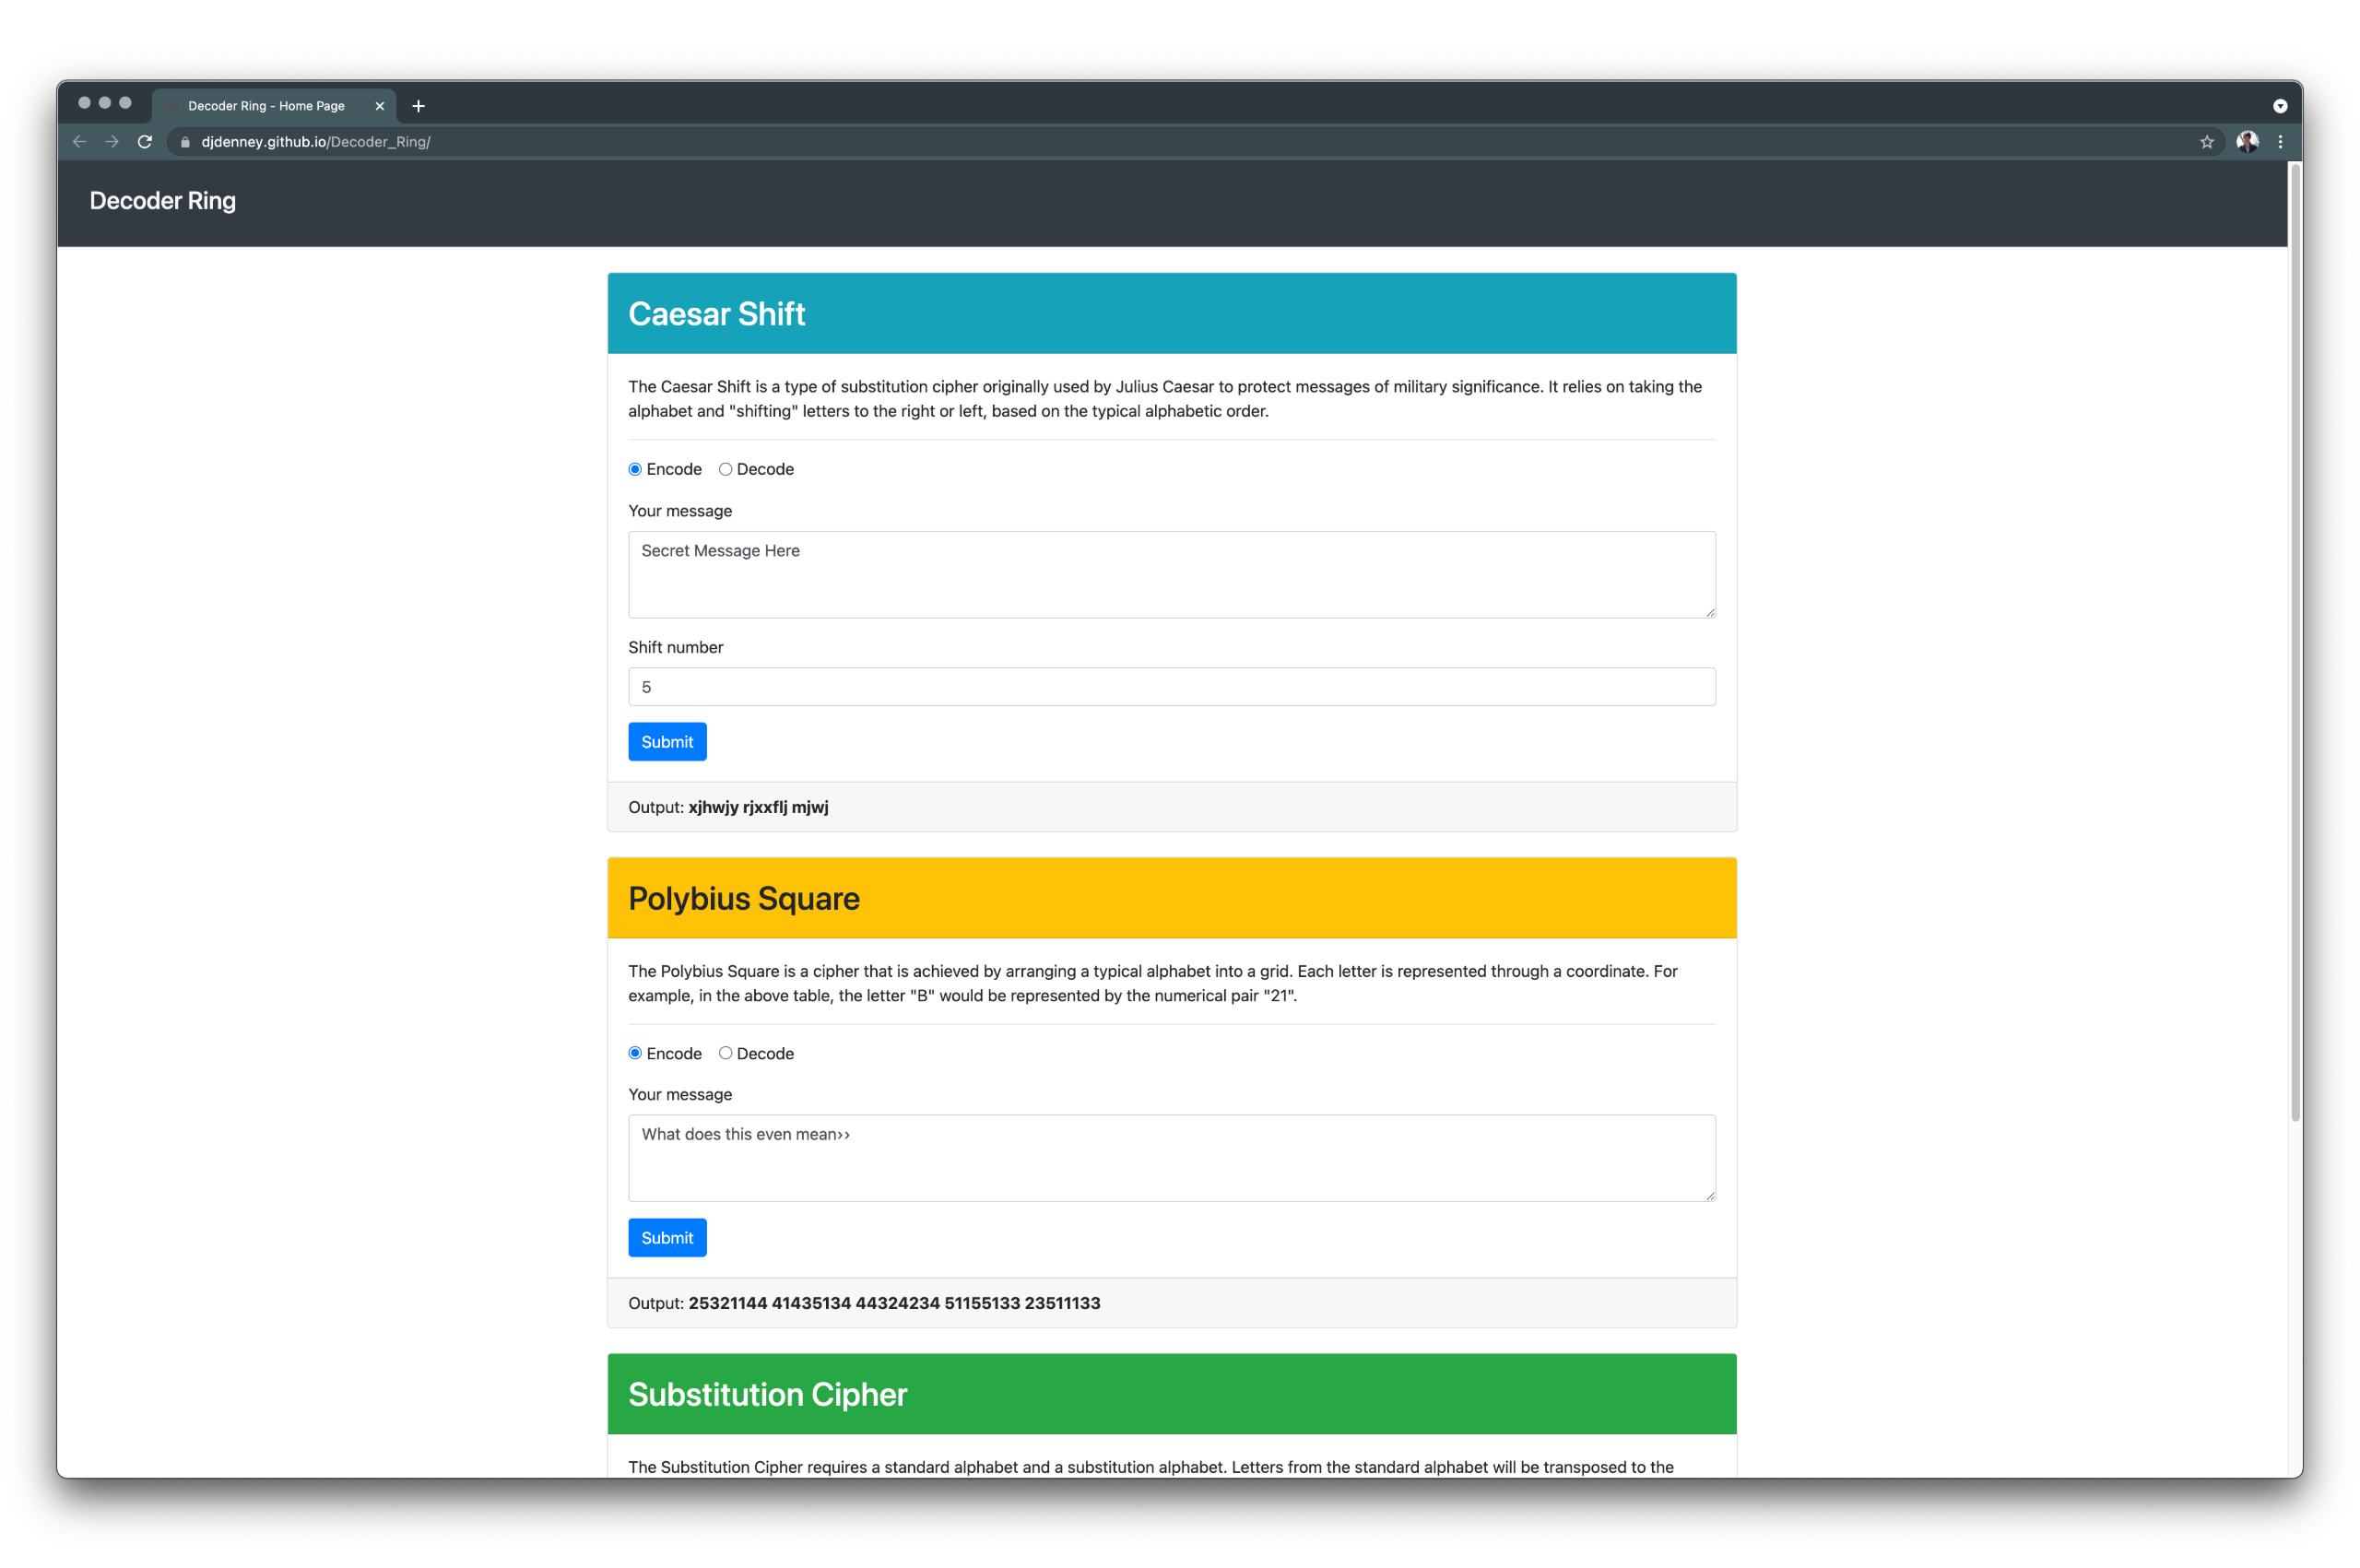 Decoder Ring - Home Page
djdenney.github.io/Decoder_Ring/
Decoder Ring
Caesar Shift
The Caesar Shift is a type of substitution cipher originally used by Julius Caesar to protect messages of military significance. It relies on taking the
alphabet and "shifting" letters to the right or left, based on the typical alphabetic order.
Encode Decode
Your message
Secret Message Here
Shift number
5
Submit
Output: xjhwjy rjxxflj mjwj
Polybius Square
The Polybius Square is a cipher that is achieved by arranging a typical alphabet into a grid. Each letter is represented through a coordinate. For
example, in the above table, the letter "B" would be represented by the numerical pair "21".
Encode Decode
Your message
What does this even mean››
Submit
Output: 25321144 41435134 44324234 51155133 23511133
Substitution Cipher
The Substitution Cipher requires a standard alphabet and a substitution alphabet. Letters from the standard alphabet will be transposed to the